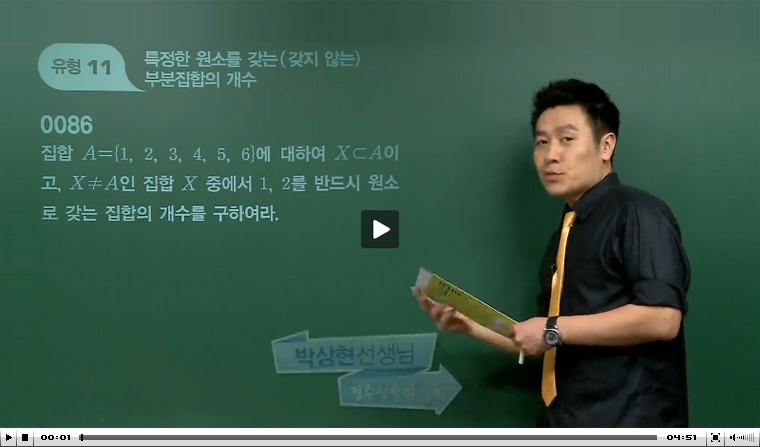 유형 11
특정한 원소를 갖는(갖지 않는)
부분집합의 개수
0086
집합 A={1, 2, 3, 4, 5, 6}에 대하여 X⊂A이
고, X≠A인 집합 X 중에서 1, 2를 반드시 원소
로 갖는 집합의 개수를 구하여라.
박상현선생님
00:01
04:51